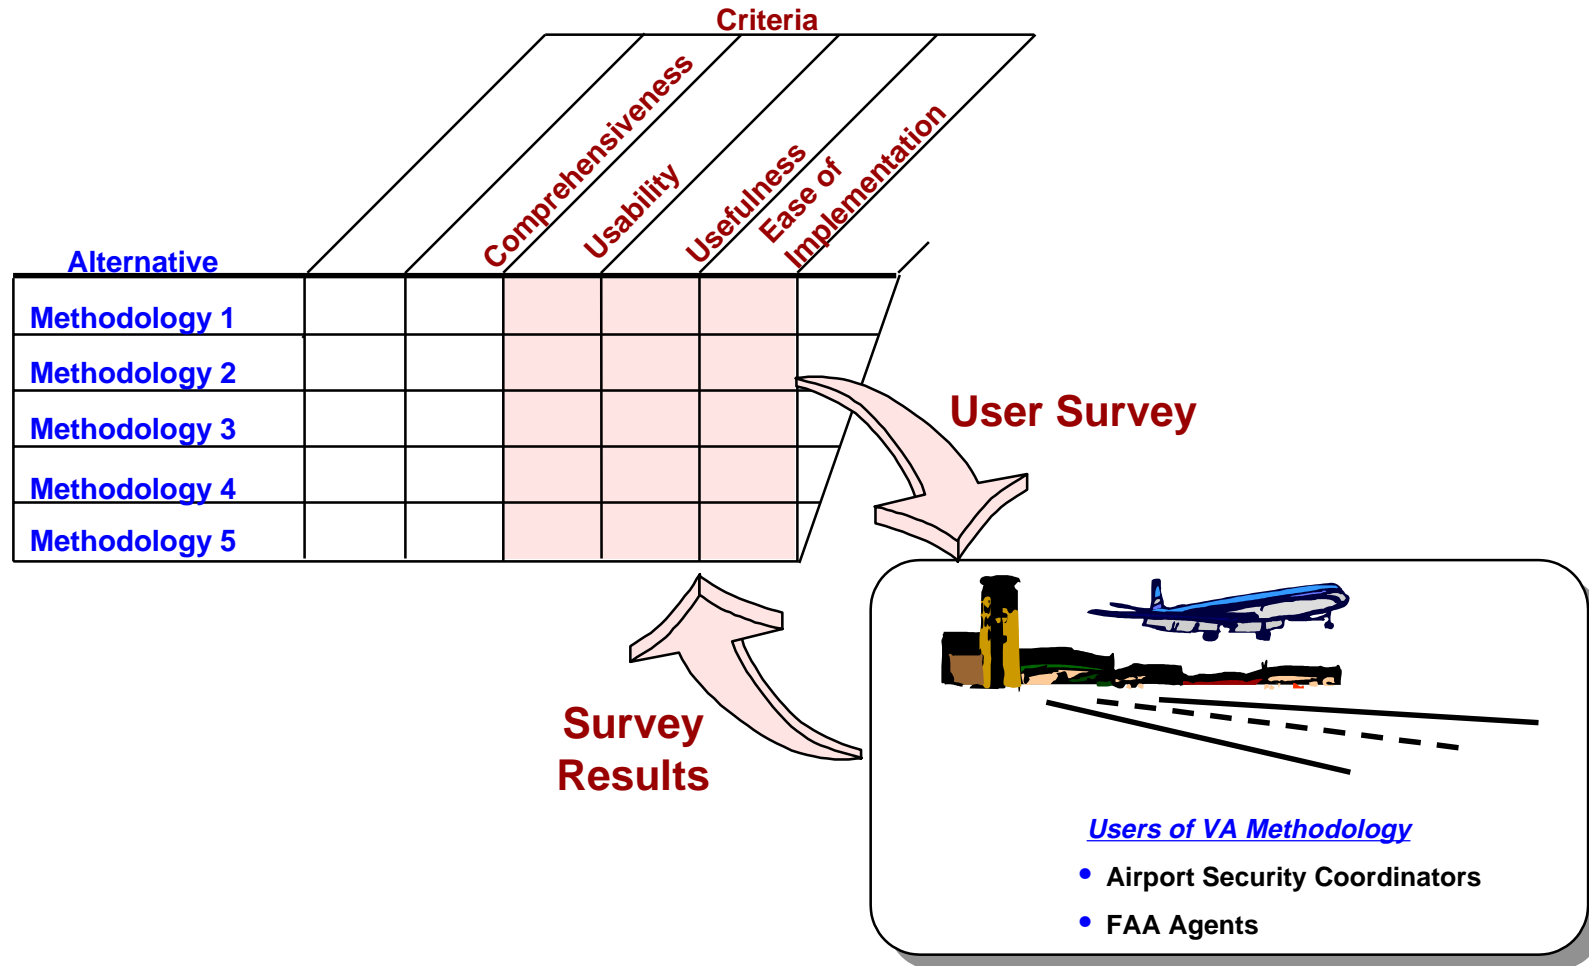 Criteria
Comprehensiveness
Usability
Usefulness
Ease of
Implementation
Alternative
Methodology 1
Methodology 2
Methodology 3
Methodology 4
Methodology 5
User Survey
Survey
Results
Users of VA Methodology
• Airport Security Coordinators
• FAA Agents